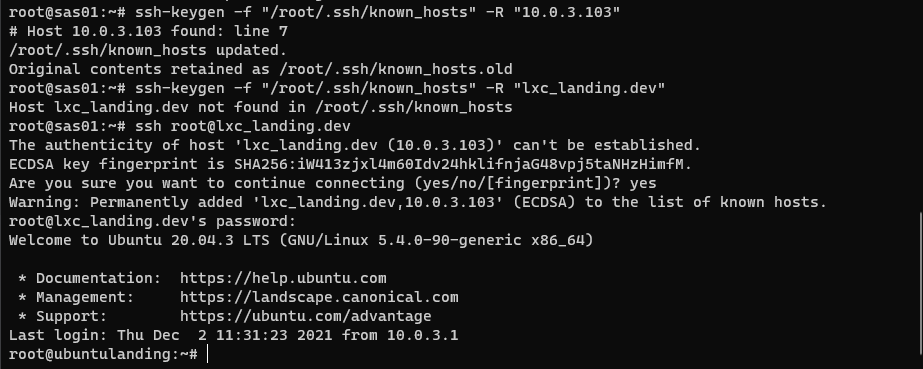 root@sas01:~# ssh-keygen -f "/root/.ssh/known_hosts" -R "10.0.3.103"
# Host 10.0.3.103 found: line 7
/root/.ssh/known_hosts updated.
Original contents retained as /root/.ssh/known_hosts.old
root@sas01:~# ssh-keygen -f "/root/.ssh/known_hosts" -R "lxc_landing.dev"
Host lxc_landing.dev not found in /root/.ssh/known_hosts
root@sas01:~# ssh root@lxc_landing.dev
The authenticity of host 'lxc_landing.dev (10.0.3.103)' can't be established.
ECDSA key fingerprint is SHA256:iW413zjxl4m60Idv24hklifnjaG48vpj5taNHzHimfM.
Are you sure you want to continue connecting (yes/no/[fingerprint])? yes
Warning: Permanently added 'lxc_landing.dev,10.0.3.103' (ECDSA) to the list of known hosts.
root@lxc_landing.dev's password:
Welcome to Ubuntu 20.04.3 LTS (GNU/Linux 5.4.0-90-generic x86_64)
* Documentation: https://help.ubuntu.com
* Management: https://landscape.canonical.com
* Support: https://ubuntu.com/advantage
Last login: Thu Dec 2 11:31:23 2021 from 10.0.3.1
root@ubuntulanding:~#